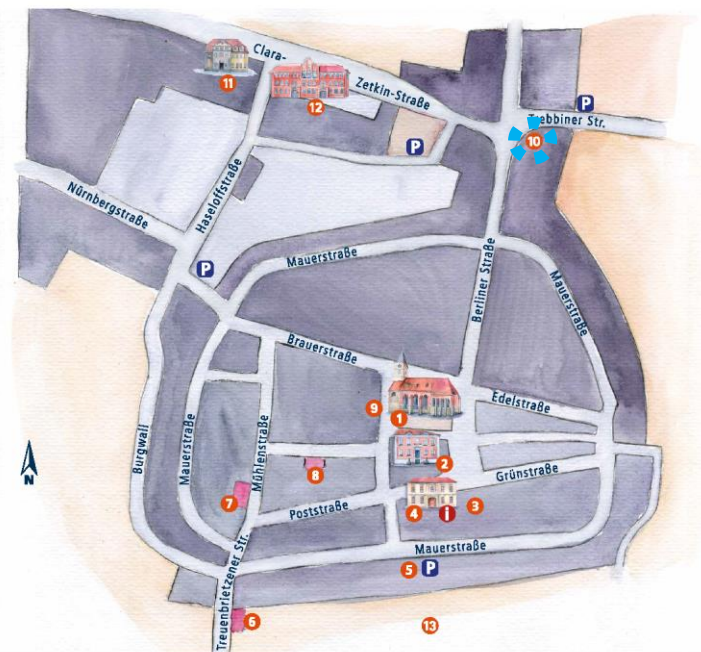 Clara-
Zetkin-Straße
11
12
P
Trebbiner Str.
10
P
Nürnbergstraße
Haseloffstraße
P
Mauerstraße
Berliner Straße
Mauerstraße
Brauerstraße
Edelstraße
9
1
Burgwall
Mauerstraße
Mühlenstraße
2
8
7
Grünstraße
Poststraße
4
i
3
Mauerstraße
5
P
N
Treuenbrietzener Str.
6
13